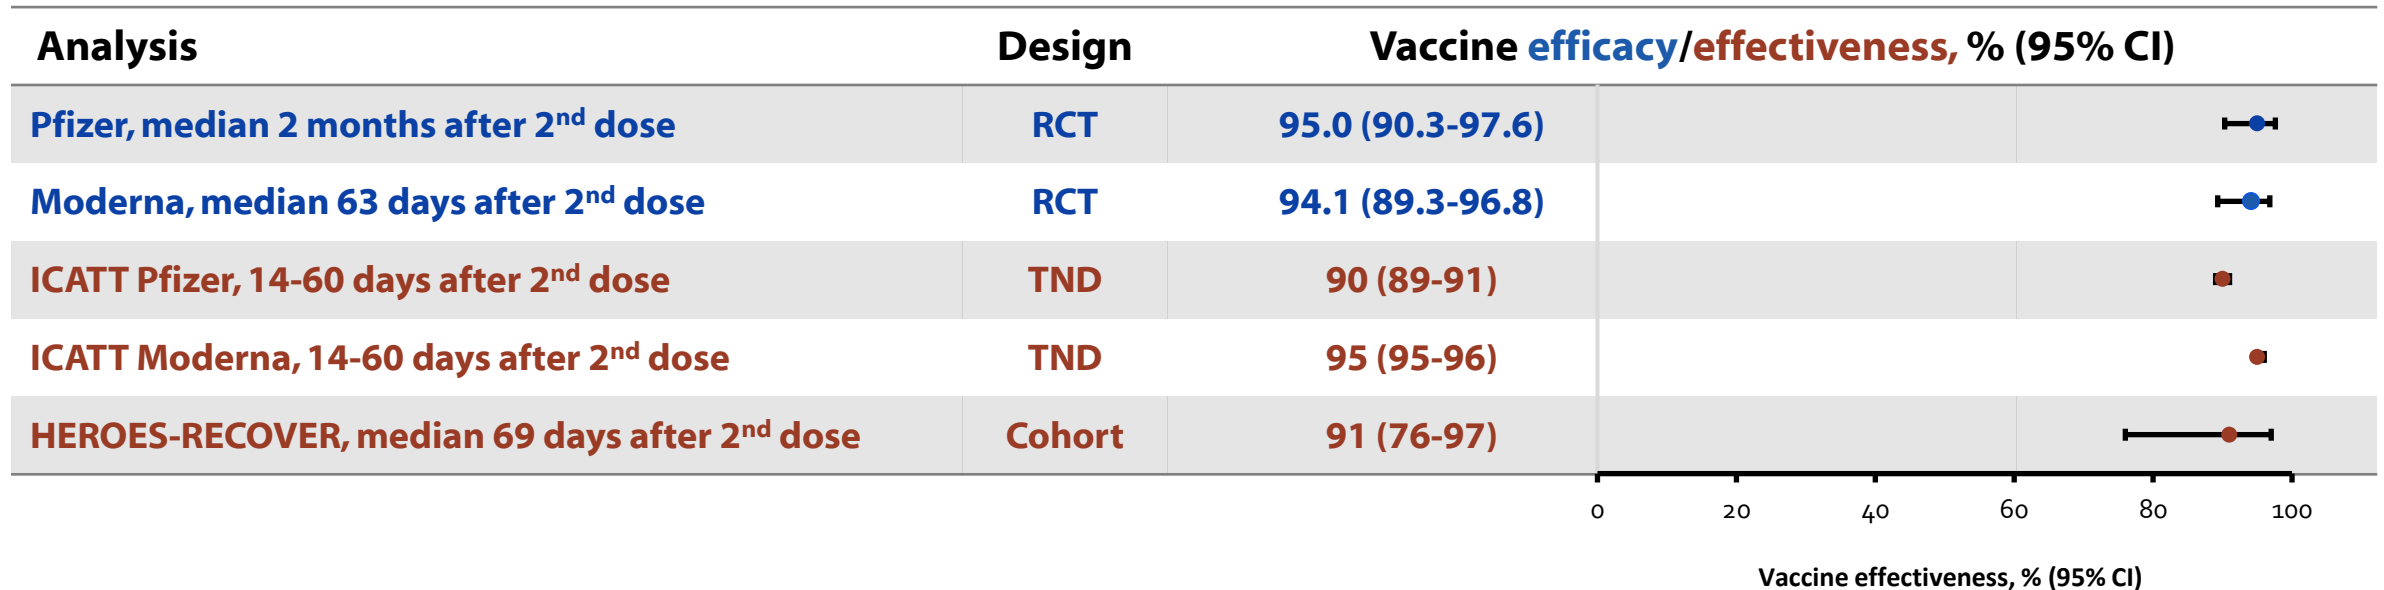 Analysis Design Vaccine efficacy/effectiveness, % (95% CI)
Pfizer, median 2 months after 2nd dose RCT 95.0 (90.3-97.6)
Moderna, median 63 days after 2nd dose RCT 94.1 (89.3-96.8)
ICATT Pfizer, 14-60 days after 2nd dose TND 90 (89-91)
ICATT Moderna, 14-60 days after 2nd dose TND 95 (95-96)
HEROES-RECOVER, median 69 days after 2nd dose Cohort 91 (76-97)
0 20 40 60 80 100
Vaccine effectiveness, % (95% CI)